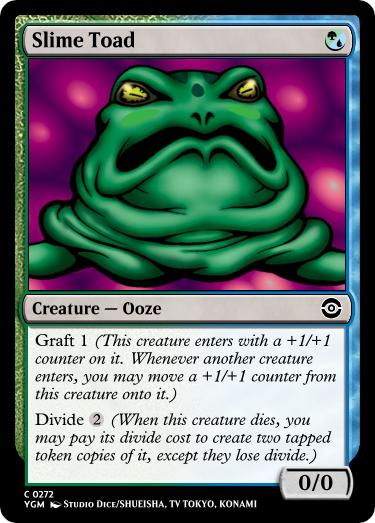 Slime Toad
Creature — Ooze
Graft 1 (This creature enters with a +1/+1
counter on it. Whenever another creature
enters, you may move a +1/+1 counter from
this creature onto it.)
Divide 2 (When this creature dies, you
may pay its divide cost to create two tapped
token copies of it, except they lose divide.)
0/0
C 0272
YGM Studio Dice/SHUEISHA, TV TOKYO, KONAMI